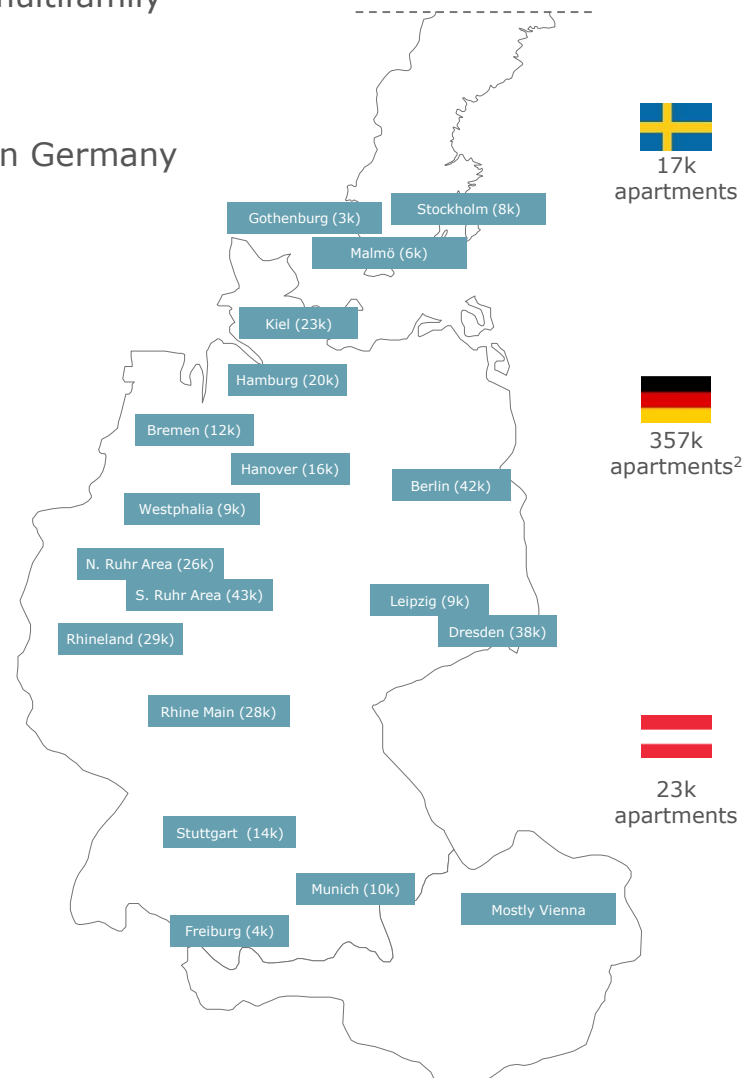 multifamily
n Germany
17k
apartments
Gothenburg (3k)
Stockholm (8k)
Malmö (6k)
Kiel (23k)
Hamburg (20k)
357k
apartments²
Bremen (12k)
Hanover (16k)
Berlin (42k)
Westphalia (9k)
N. Ruhr Area (26k)
S. Ruhr Area (43k)
Leipzig (9k)
Rhineland (29k)
Dresden (38k)
Rhine Main (28k)
23k
apartments
Stuttgart (14k)
Munich (10k)
Mostly Vienna
Freiburg (4k)